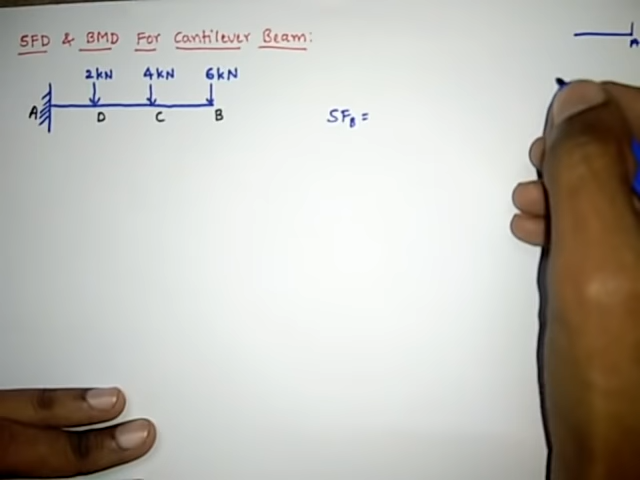 SFD & BMD For Cantilever Beam:
2kN 4kN 6kN
A D C B
SFB =